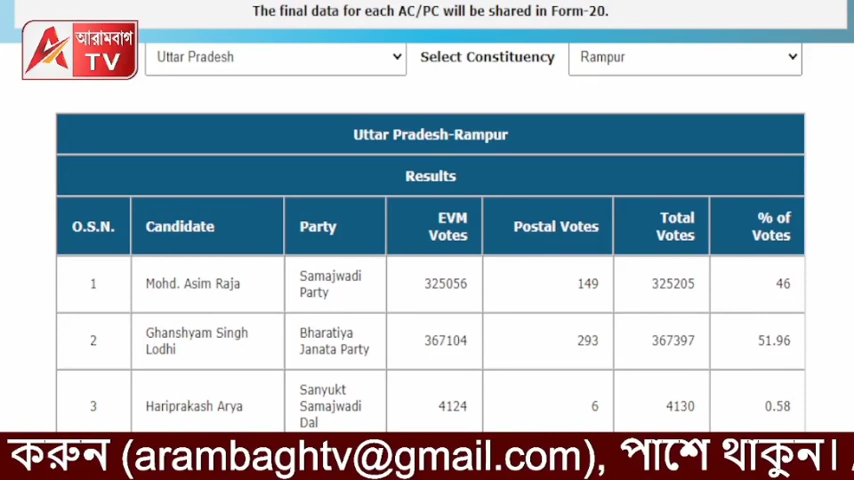 The final data for each AC/PC will be shared in Form-20.
আরামবাগ
TV
Uttar Pradesh
Select Constituency
Rampur
Uttar Pradesh-Rampur
Results
O.S.N. Candidate Party EVM Votes Postal Votes Total Votes % of Votes
1 Mohd. Asim Raja Samajwadi Party 325056 149 325205 46
2 Ghanshyam Singh Lodhi Bharatiya Janata Party 367104 293 367397 51.96
3 Hariprakash Arya Sanyukt Samajwadi Dal 4124 6 4130 0.58
করুন (arambaghtv@gmail.com), পাশে থাকুন।